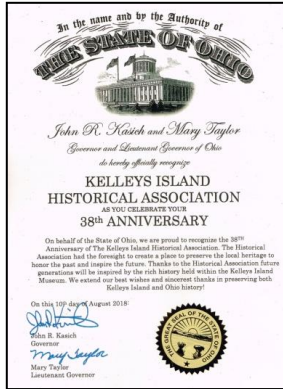 In the name and by the Authority of
THE STATE OF OHIO
John R. Kasich and Mary Taylor
Governor and Lieutenant Governor of Ohio
do hereby officially recognize
KELLEYS ISLAND
HISTORICAL ASSOCIATION
AS YOU CELEBRATE YOUR
38th ANNIVERSARY
On behalf of the State of Ohio, we are proud to recognize the 38TH
Anniversary of The Kelleys Island Historical Association. The Historical
Association had the foresight to create a place to preserve the local heritage to
honor the past and inspire the future. Thanks to the Historical Association future
generations will be inspired by the rich history held within the Kelleys Island
Museum. We extend our best wishes and sincerest thanks in preserving both
Kelleys Island and Ohio history!
On this 10th day of August 2018
John R. Kasich
Governor
Mary Taylor
Mary Taylor
Lieutenant Governor
THE GREAT SEAL OF THE STATE OF OHIO